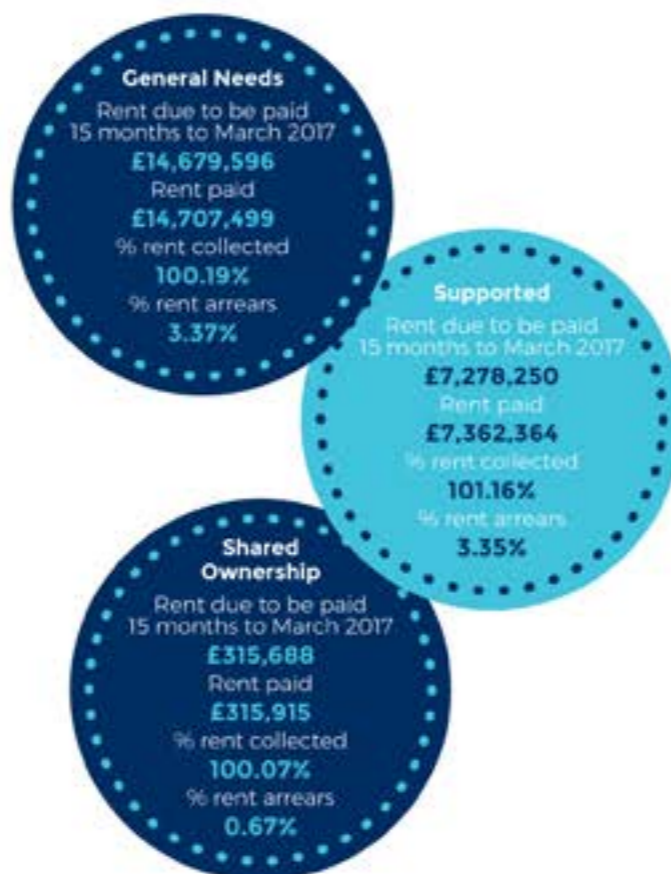 General Needs
Rent due to be paid
15 months to March 2017
£14,679,596
Rent paid
£14,707,499
% rent collected
100.19%
% rent arrears
3.37%
Supported
Rent due to be paid
15 months to March 2017
£7,278,250
Rent paid
£7,362,364
% rent collected
101.16%
% rent arrears
3.35%
Shared
Ownership
Rent due to be paid
15 months to March 2017
£315,688
Rent paid
£315,915
% rent collected
100.07%
% rent arrears
0.67%